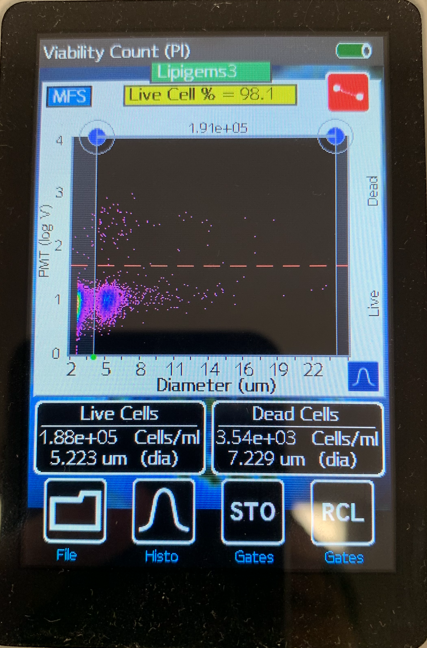 Viability Count (PI)
Lipigems3
MFS
Live Cell % = 98.1
1.91e+05
4
3
2
1
0
PMT (log V)
Dead
Live
2 5 8 11 14 16 19 22
Diameter (um)
Live Cells
1.88e+05 Cells/ml
5.223 um (dia)
Dead Cells
3.54e+03 Cells/ml
7.229 um (dia)
STO
RCL
File
Histo
Gates
Gates